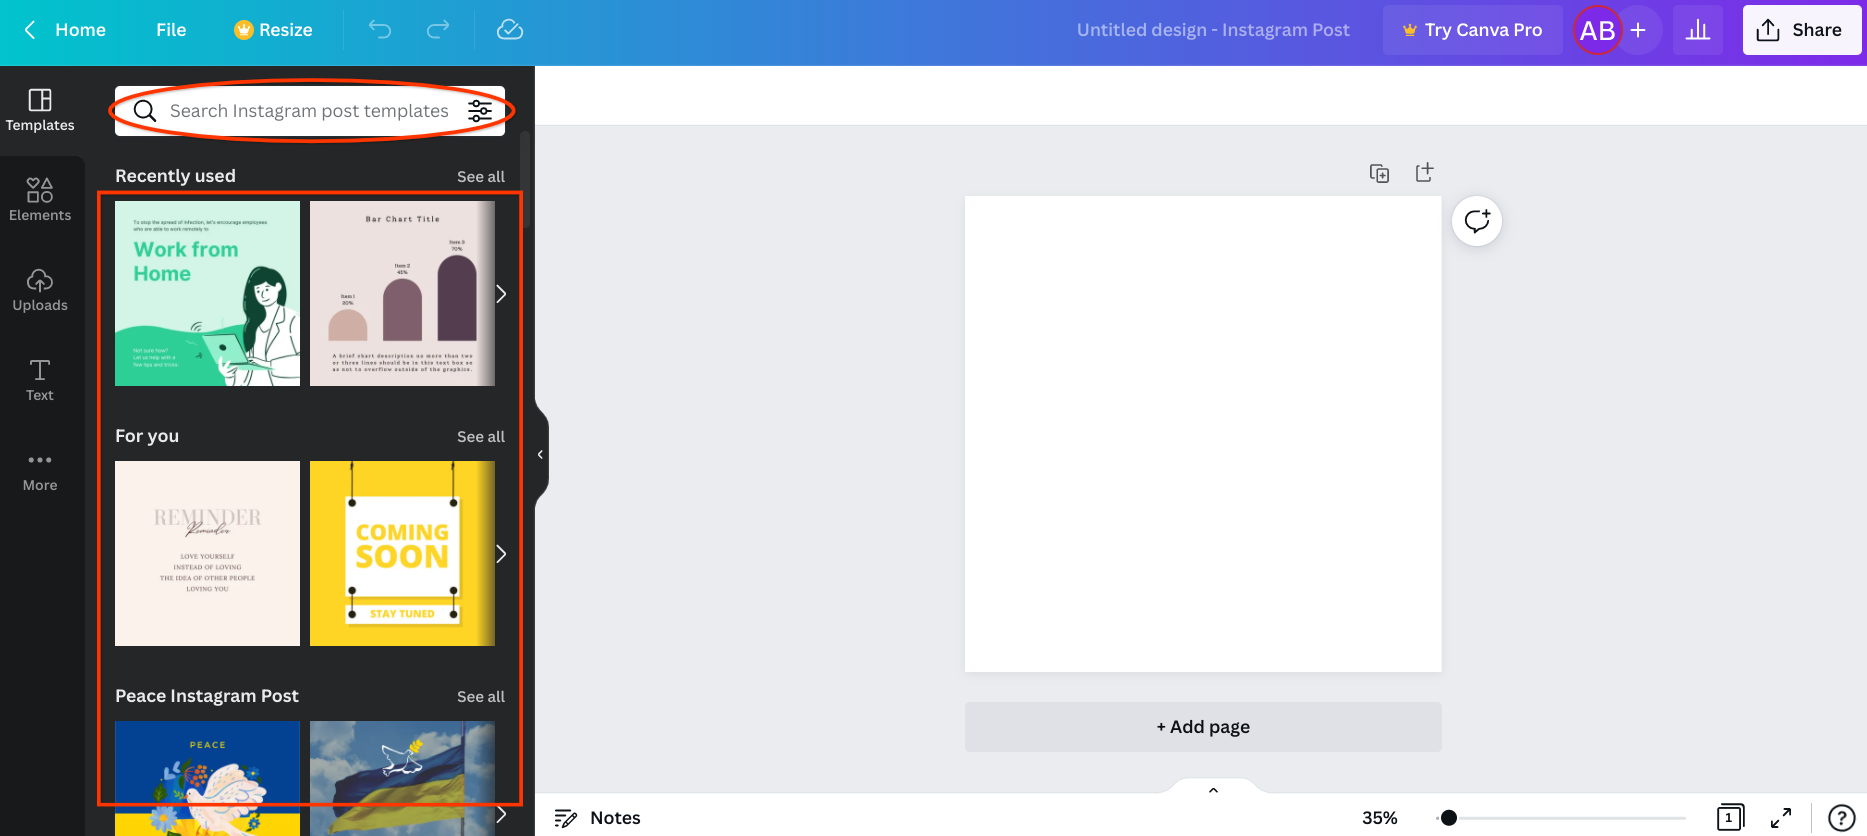 Home File Resize Untitled design - Instagram Post Try Canva Pro AB + Share
Templates
Elements
Uploads
Text
More
Search Instagram post templates
Recently used See all
To stop the spread of infection, let's encourage employees
who are able to work remotely to
Work from
Home
Not sure how?
Let us help with a
few tips and tricks.
Bar Chart Title
Item 1
20%
Item 2
45%
Item 3
70%
A brief chart description no more than two
or three lines should be in this text box so
as not to overflow outside of the graphics.
For you See all
REMINDER
Reminder
LOVE YOURSELF
INSTEAD OF LOVING
THE IDEA OF OTHER PEOPLE
LOVING YOU
COMING
SOON
STAY TUNED
Peace Instagram Post See all
PEACE
+ Add page
Notes 35% 1 ?